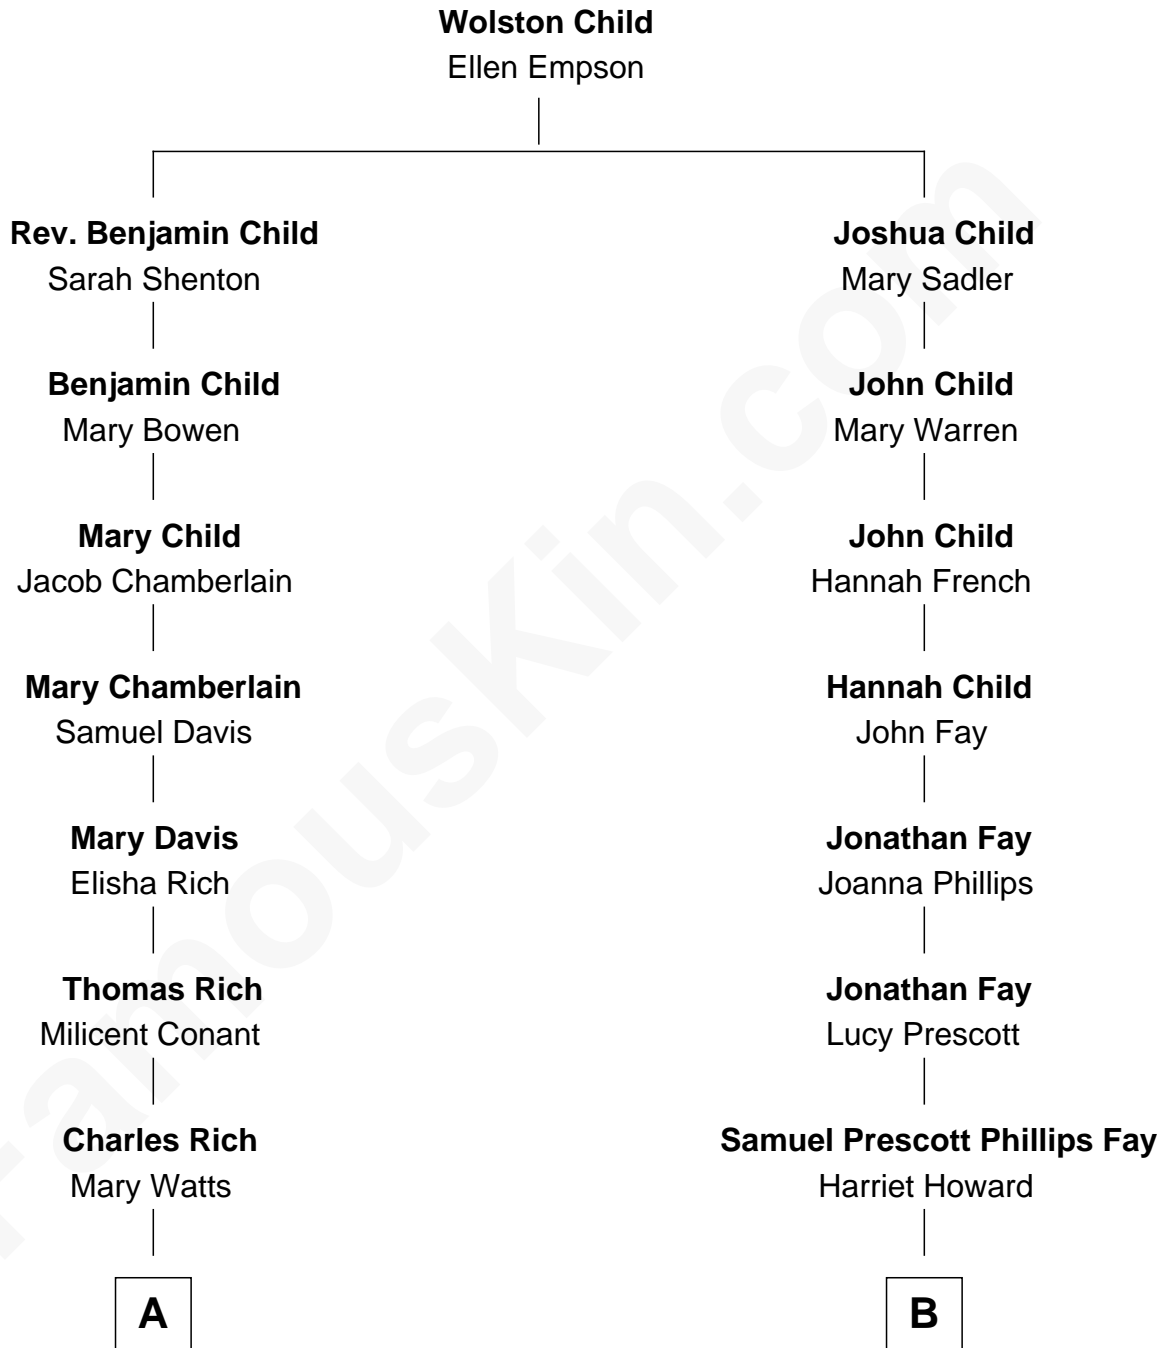 Wolston Child
Ellen Empson
Rev. Benjamin Child
Sarah Shenton
Benjamin Child
Mary Bowen
Mary Child
Jacob Chamberlain
Mary Chamberlain
Samuel Davis
Mary Davis
Elisha Rich
Thomas Rich
Milicent Conant
Charles Rich
Mary Watts
A
Joshua Child
Mary Sadler
John Child
Mary Warren
John Child
Hannah French
Hannah Child
John Fay
Jonathan Fay
Joanna Phillips
Jonathan Fay
Lucy Prescott
Samuel Prescott Phillips Fay
Harriet Howard
B
FamousKin.com